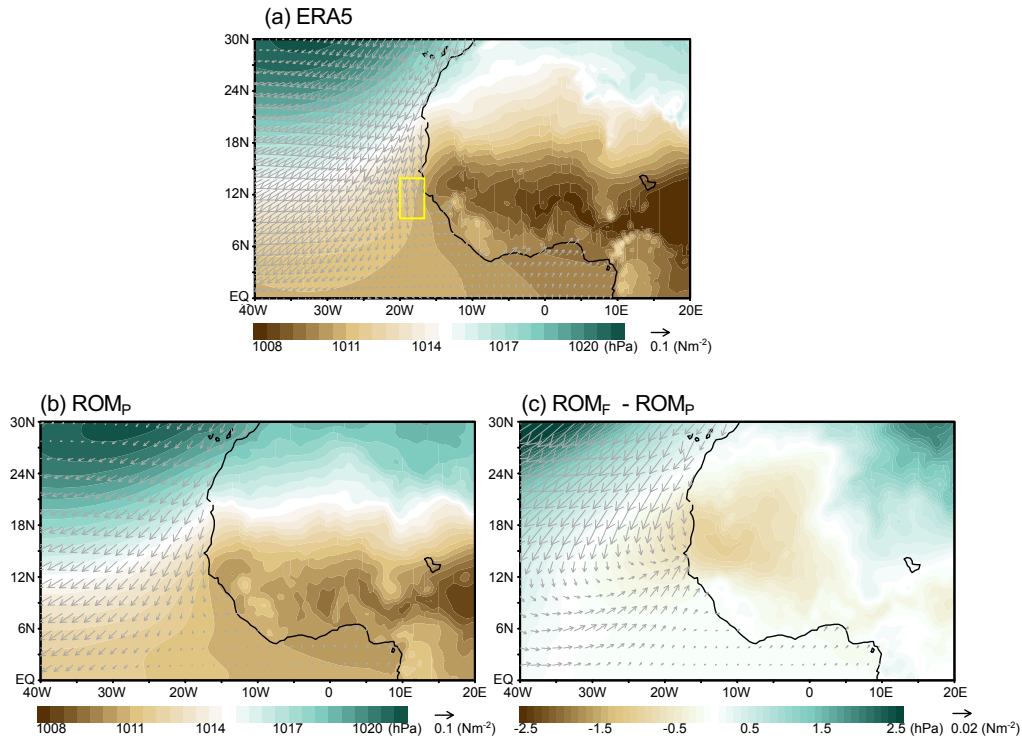 (a) ERA5
30N
24N
18N
12N
6N
EQ
40W 30W 20W 10W 0 10E 20E
1008 1011 1014 1017 1020 (hPa) 0.1 (Nm⁻²)
(b) ROM_P
30N
24N
18N
12N
6N
EQ
40W 30W 20W 10W 0 10E 20E
1008 1011 1014 1017 1020 (hPa) 0.1 (Nm⁻²)
(c) ROM_F - ROM_P
30N
24N
18N
12N
6N
EQ
40W 30W 20W 10W 0 10E 20E
-2.5 -1.5 -0.5 0.5 1.5 2.5 (hPa) 0.02 (Nm⁻²)